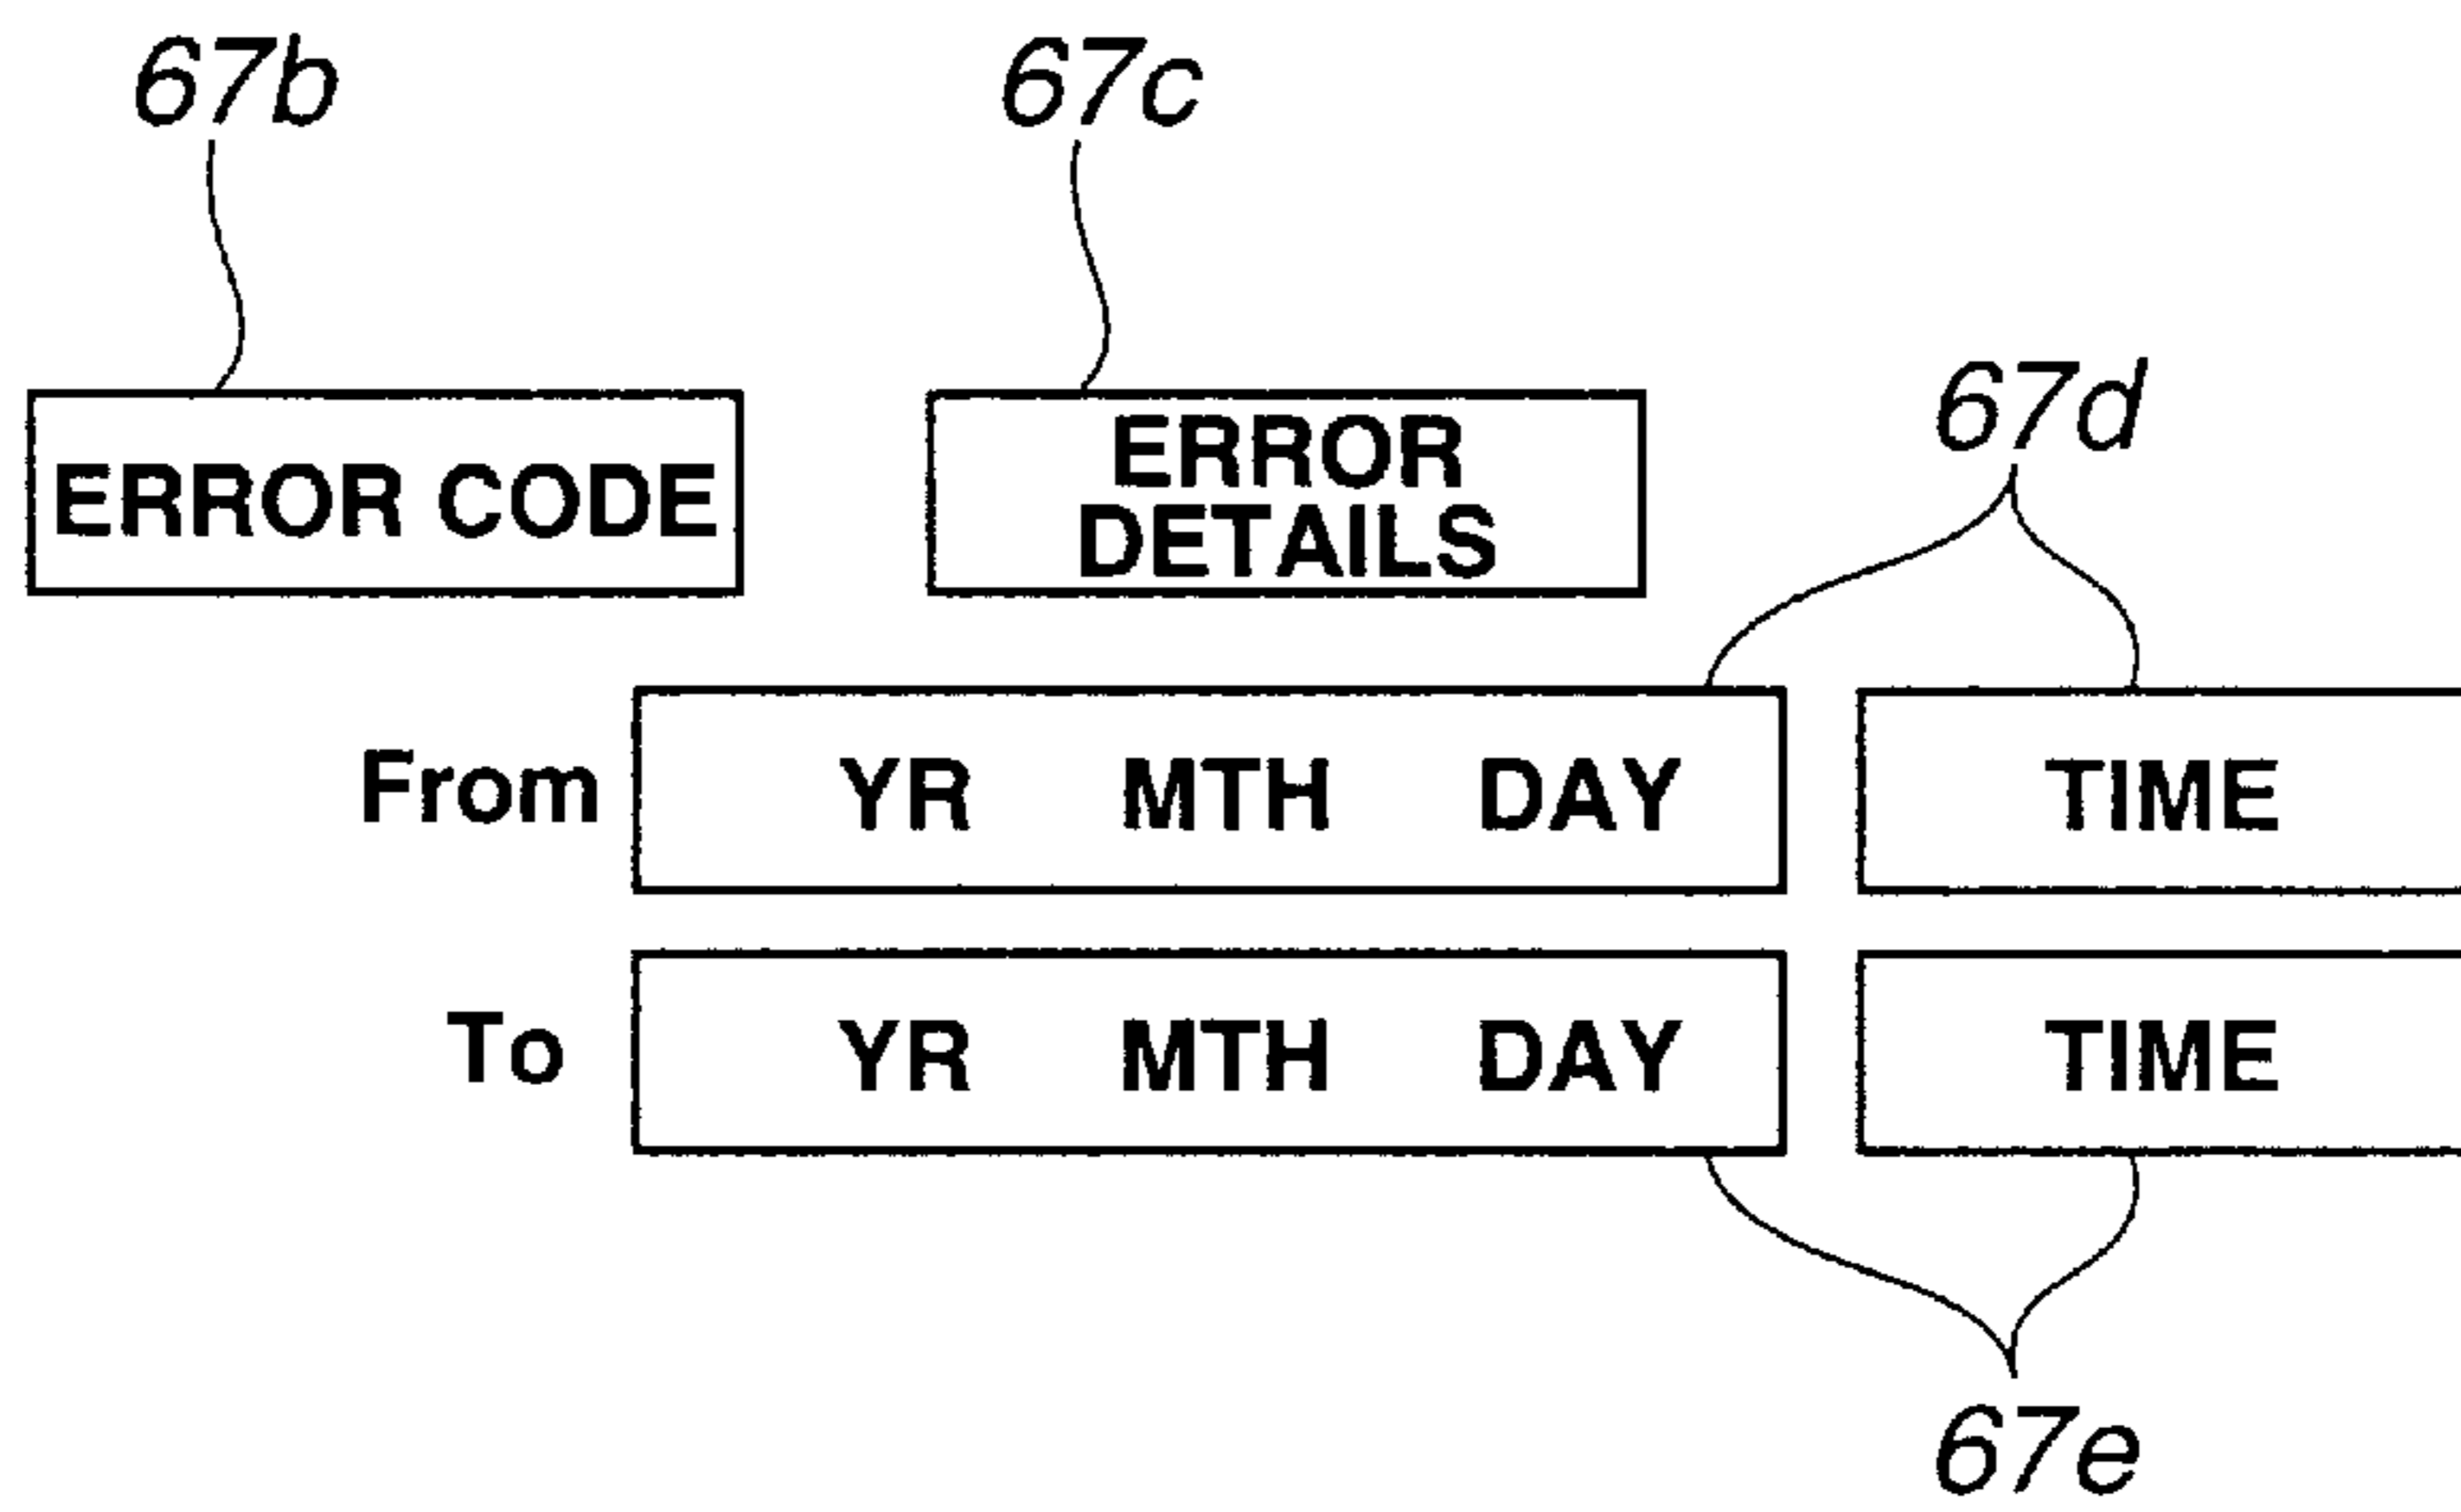 67b 67c
67d
ERROR CODE
ERROR
DETAILS
From YR MTH DAY TIME
To YR MTH DAY TIME
67e